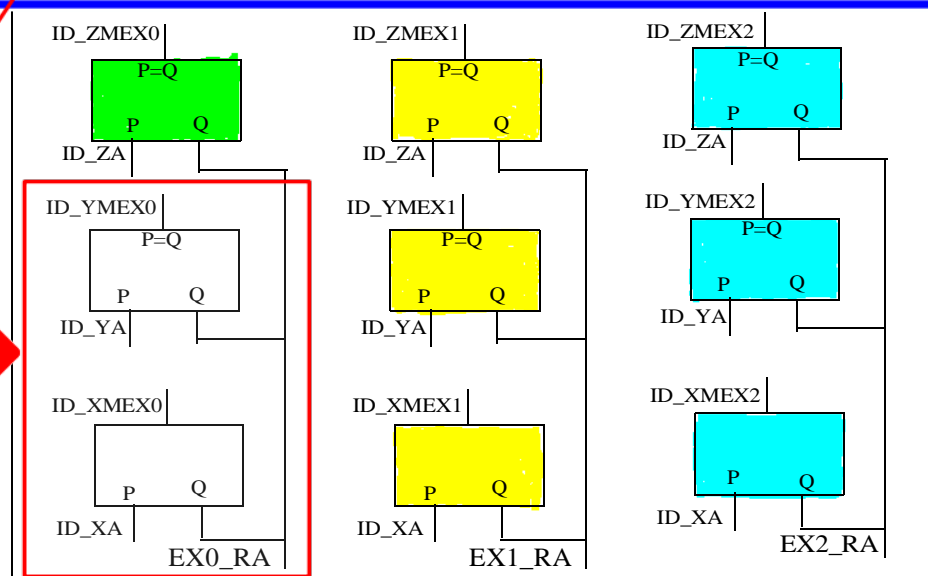 ID_ZMEX0
P=Q
P Q
ID_ZA
ID_YMEX0
P=Q
P Q
ID_YA
ID_XMEX0
P Q
ID_XA
EX0_RA
ID_ZMEX1
P=Q
P Q
ID_ZA
ID_YMEX1
P=Q
P Q
ID_YA
ID_XMEX1
P Q
ID_XA
EX1_RA
ID_ZMEX2
P=Q
P Q
ID_ZA
ID_YMEX2
P=Q
P Q
ID_YA
ID_XMEX2
P Q
ID_XA
EX2_RA